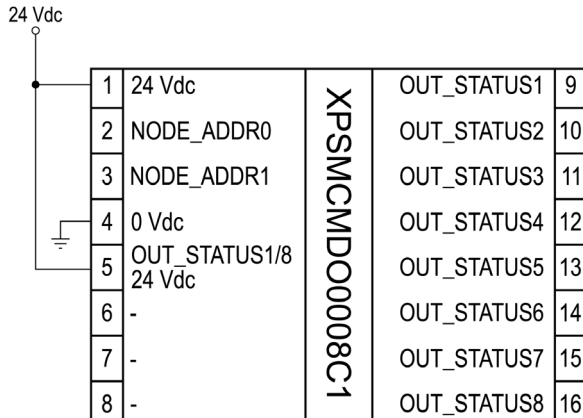 24 Vdc
1 24 Vdc
2 NODE_ADDR0
3 NODE_ADDR1
4 0 Vdc
5 OUT_STATUS1/8
24 Vdc
6 -
7 -
8 -
XPSMCMDO0008C1
OUT_STATUS1 9
OUT_STATUS2 10
OUT_STATUS3 11
OUT_STATUS4 12
OUT_STATUS5 13
OUT_STATUS6 14
OUT_STATUS7 15
OUT_STATUS8 16